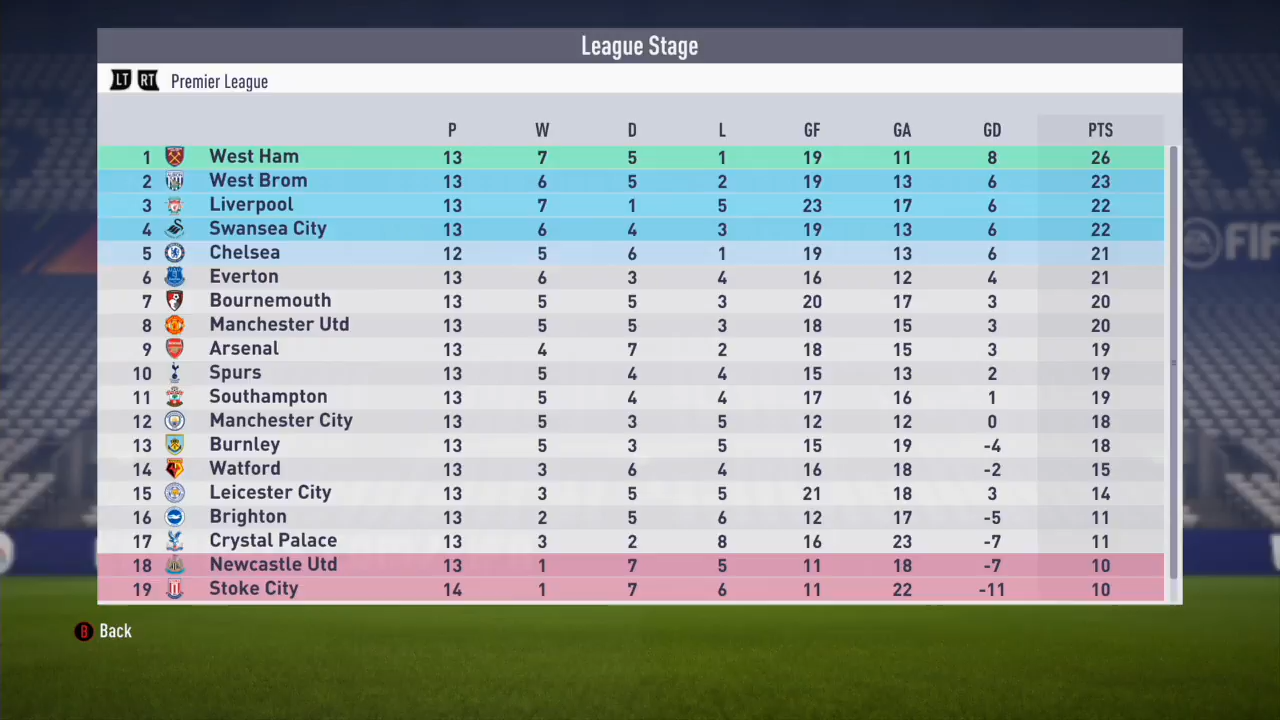 League Stage
LT RT Premier League
P W D L GF GA GD PTS
1 West Ham 13 7 5 1 19 11 8 26
2 West Brom 13 6 5 2 19 13 6 23
3 Liverpool 13 7 1 5 23 17 6 22
4 Swansea City 13 6 4 3 19 13 6 22
5 Chelsea 12 5 6 1 19 13 6 21
6 Everton 13 6 3 4 16 12 4 21
7 Bournemouth 13 5 5 3 20 17 3 20
8 Manchester Utd 13 5 5 3 18 15 3 20
9 Arsenal 13 4 7 2 18 15 3 19
10 Spurs 13 5 4 4 15 13 2 19
11 Southampton 13 5 4 4 17 16 1 19
12 Manchester City 13 5 3 5 12 12 0 18
13 Burnley 13 5 3 5 15 19 -4 18
14 Watford 13 3 6 4 16 18 -2 15
15 Leicester City 13 3 5 5 21 18 3 14
16 Brighton 13 2 5 6 12 17 -5 11
17 Crystal Palace 13 3 2 8 16 23 -7 11
18 Newcastle Utd 13 1 7 5 11 18 -7 10
19 Stoke City 14 1 7 6 11 22 -11 10
B Back
EA FIF